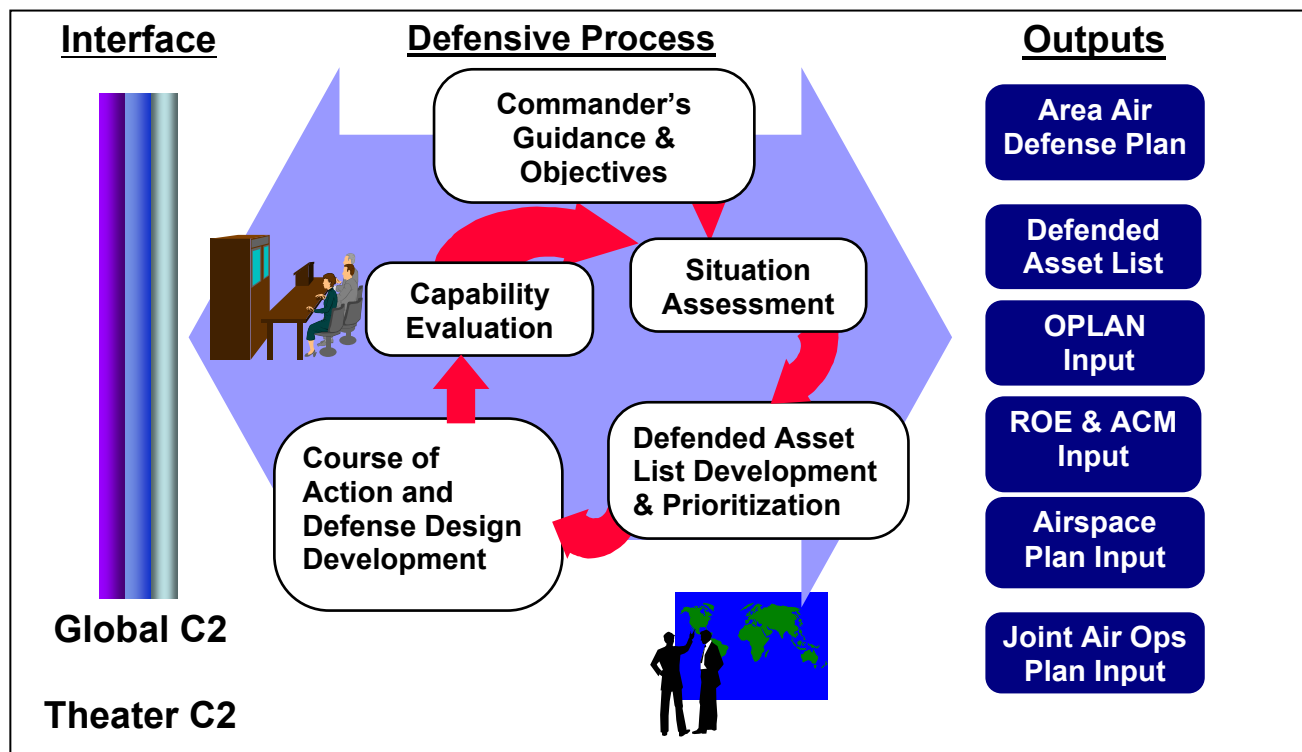 Interface
Defensive Process
Outputs
Commander’s
Guidance &
Objectives
Situation
Assessment
Capability
Evaluation
Defended Asset
List Development
& Prioritization
Course of
Action and
Defense Design
Development
Global C2
Theater C2
Area Air
Defense Plan
Defended
Asset List
OPLAN
Input
ROE & ACM
Input
Airspace
Plan Input
Joint Air Ops
Plan Input